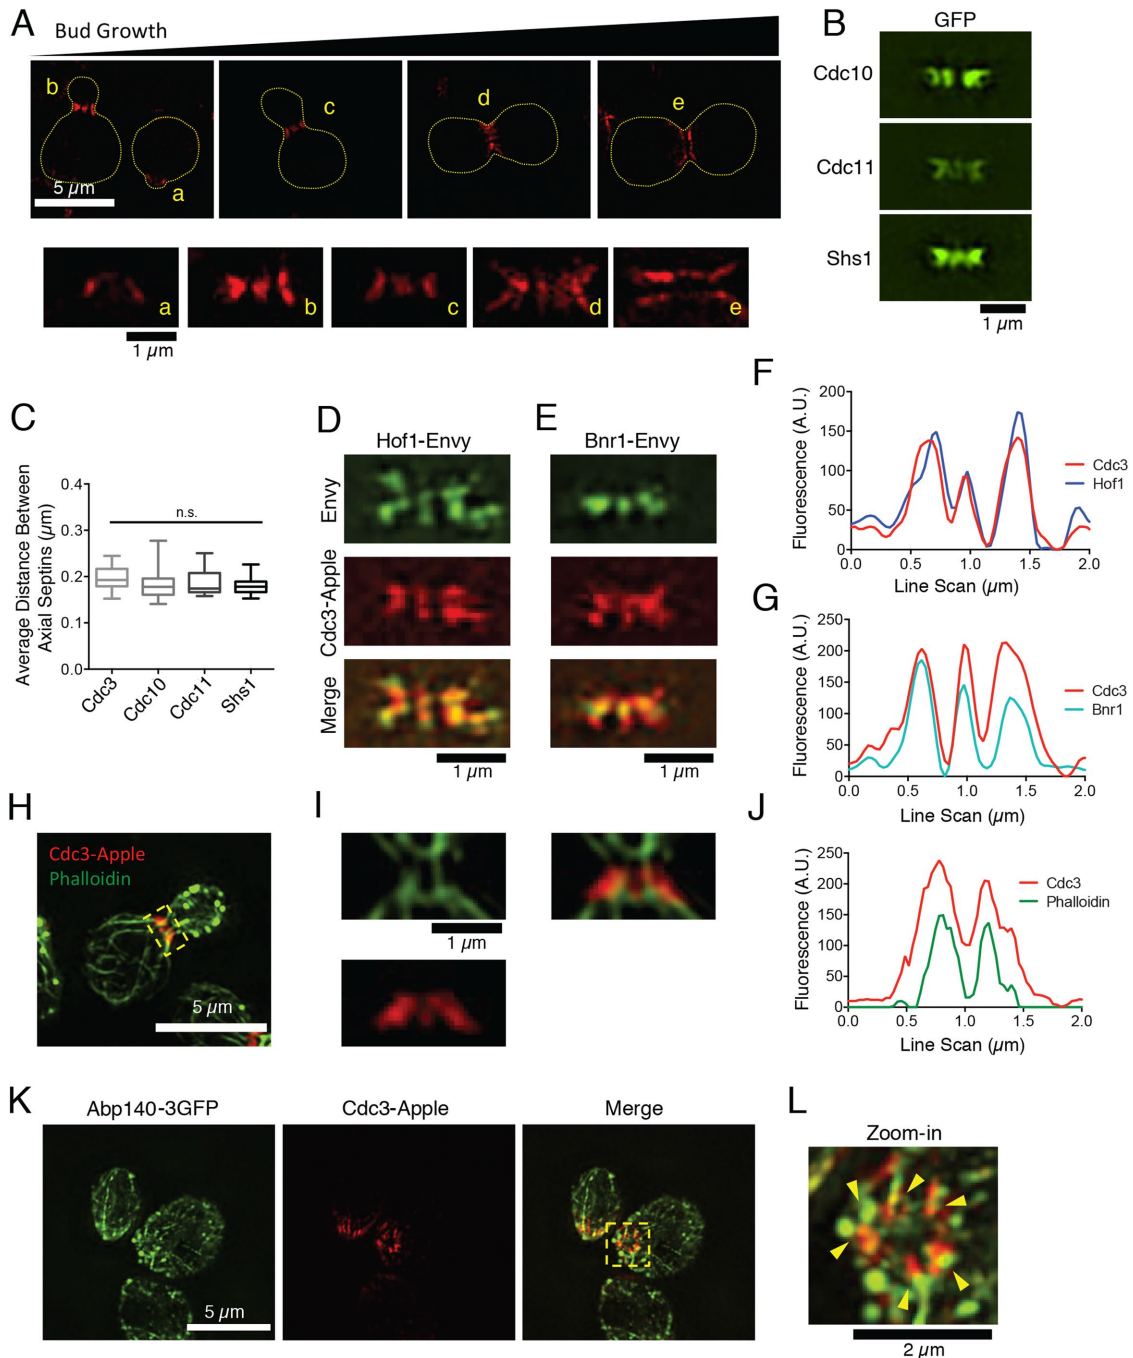 A
Bud Growth
b
a
5 µm
c
d
e
a
b
c
d
e
1 µm
B
GFP
Cdc10
Cdc11
Shs1
1 µm
C
Average Distance Between
Axial Septins (µm)
0.4
0.3
0.2
0.1
0.0
n.s.
Cdc3
Cdc10
Cdc11
Shs1
D
Hof1-Envy
Envy
Cdc3-Apple
Merge
1 µm
E
Bnr1-Envy
1 µm
F
Fluorescence (A.U.)
200
150
100
50
0
0.0 0.5 1.0 1.5 2.0
Line Scan (µm)
Cdc3
Hof1
G
Fluorescence (A.U.)
250
200
150
100
50
0
0.0 0.5 1.0 1.5 2.0
Line Scan (µm)
Cdc3
Bnr1
H
Cdc3-Apple
Phalloidin
5 µm
I
1 µm
J
Fluorescence (A.U.)
250
200
150
100
50
0
0.0 0.5 1.0 1.5 2.0
Line Scan (µm)
Cdc3
Phalloidin
K
Abp140-3GFP
Cdc3-Apple
Merge
5 µm
L
Zoom-in
2 µm